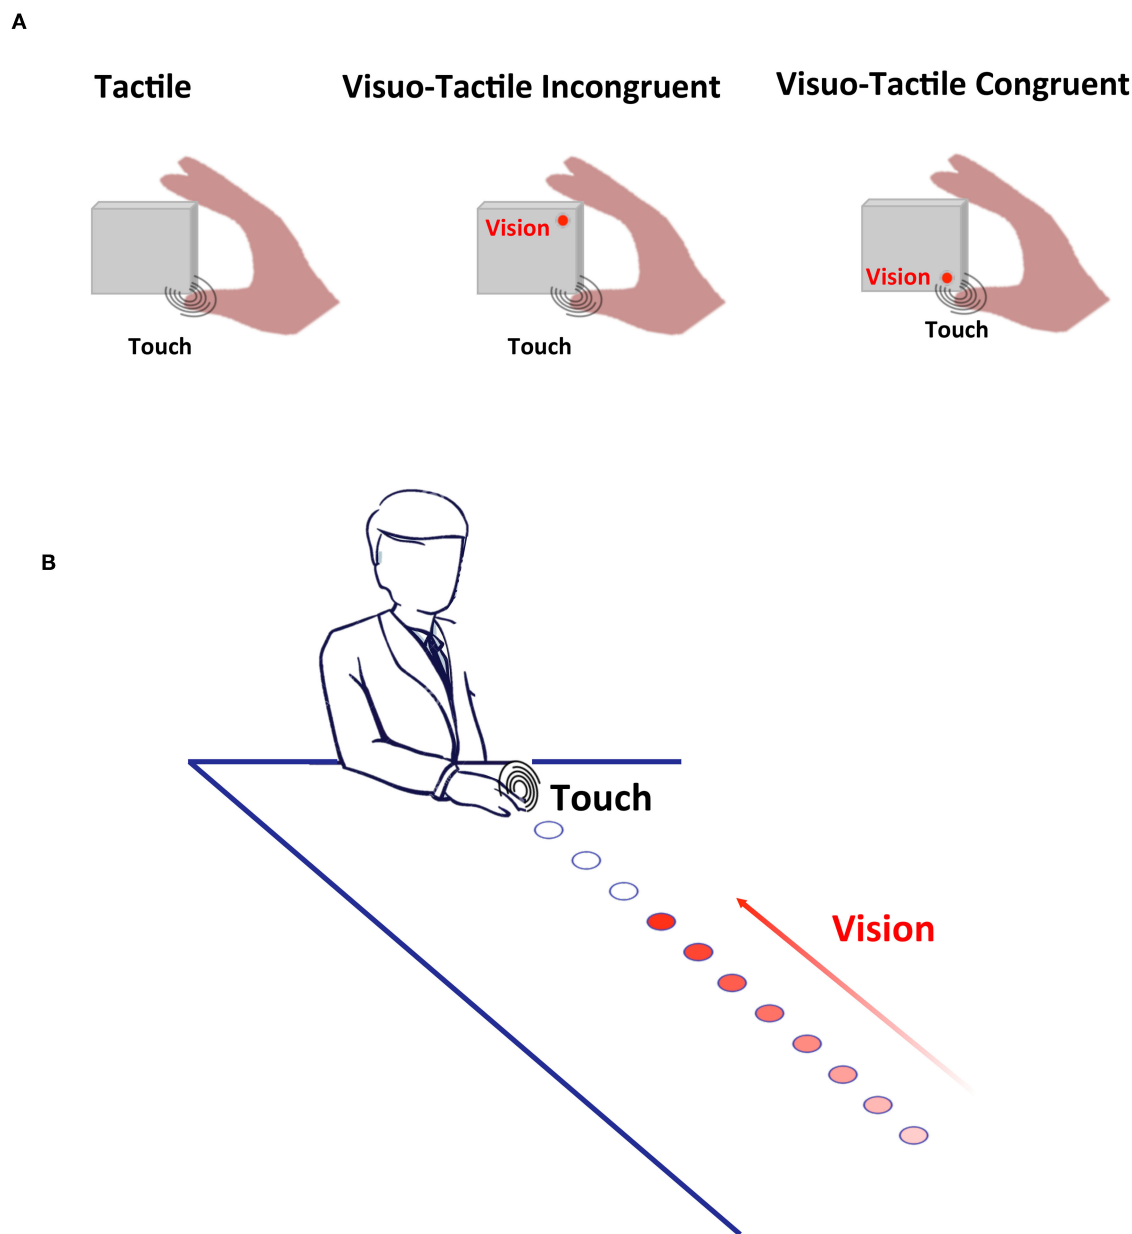 A
Tactile
Visuo-Tactile Incongruent
Visuo-Tactile Congruent
Vision
Touch
Vision
Touch
Touch
B
Touch
Vision